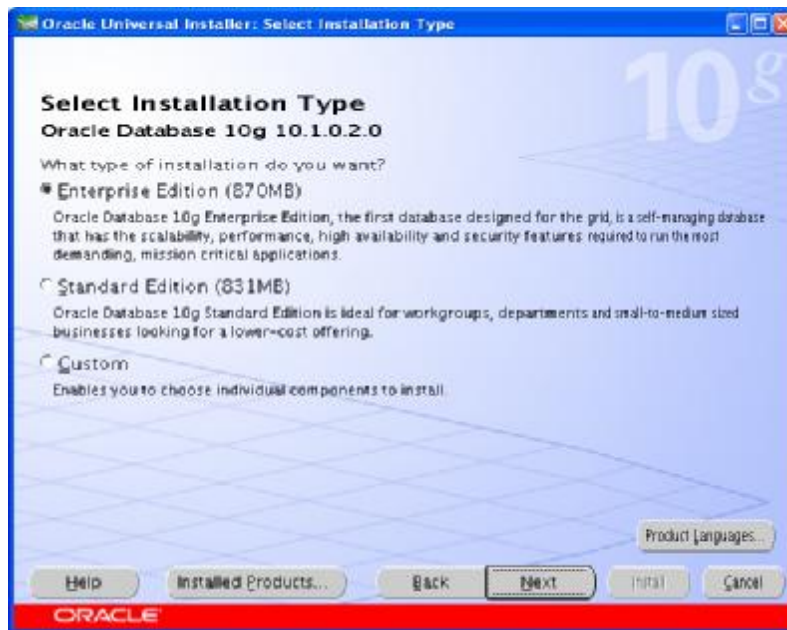 Oracle Universal Installer: Select Installation Type
10g
Select Installation Type
Oracle Database 10g 10.1.0.2.0
What type of installation do you want?
Enterprise Edition (870MB)
Oracle Database 10g Enterprise Edition, the first database designed for the grid, is a self-managing database
that has the scalability, performance, high availability and security features required to run the most
demanding, mission critical applications.
Standard Edition (831MB)
Oracle Database 10g Standard Edition is ideal for workgroups, departments and small-to-medium sized
businesses looking for a lower-cost offering.
Custom
Enables you to choose individual components to install.
Product Languages...
Help Installed Products... Back Next Install Cancel
ORACLE